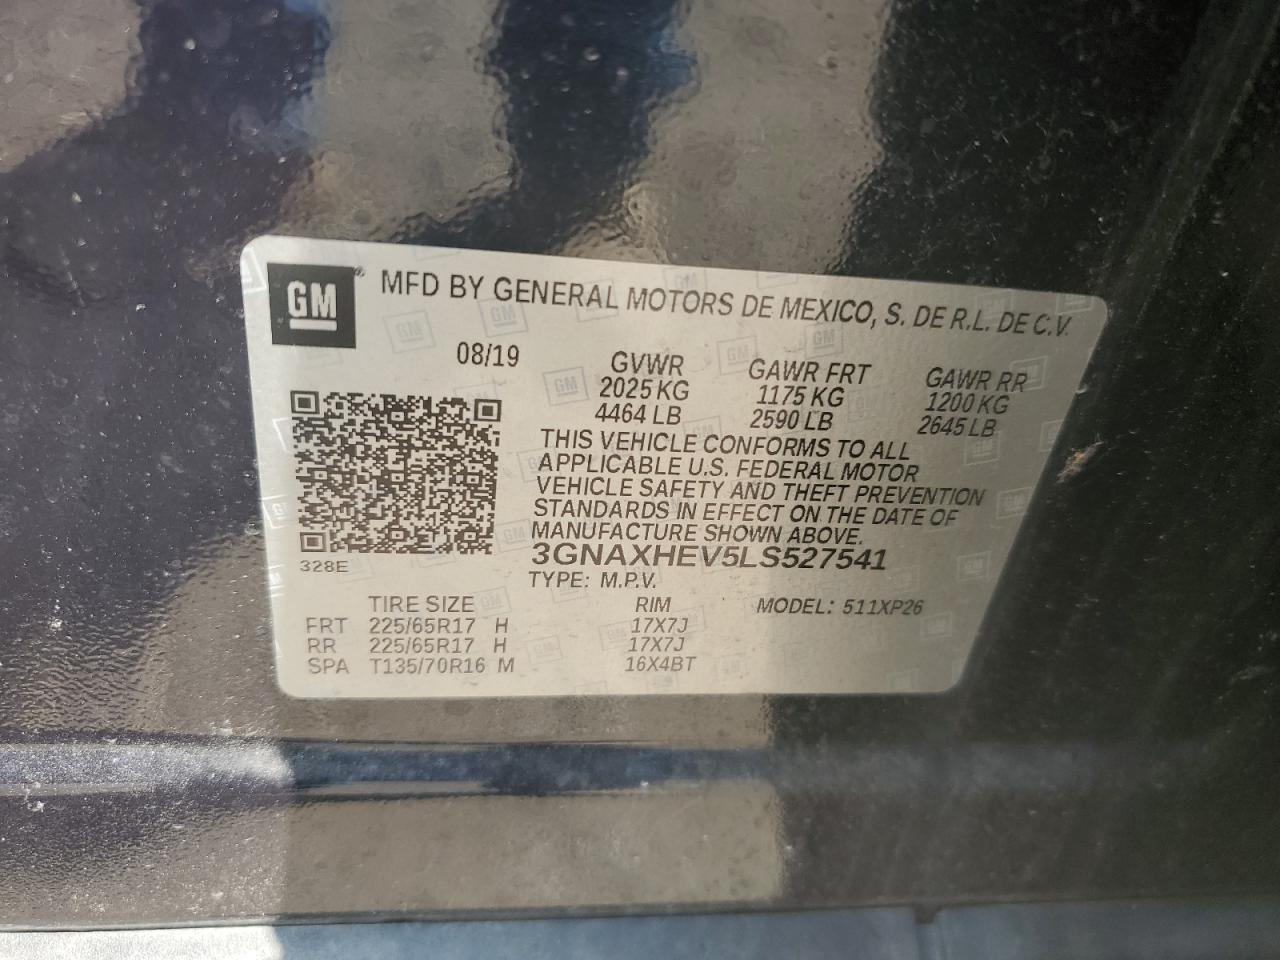 GM ® MFD BY GENERAL MOTORS DE MEXICO, S. DE R.L. DE C.V.
08/19 GVWR GAWR FRT GAWR RR
2025 KG 1175 KG 1200 KG
4464 LB 2590 LB 2645 LB
THIS VEHICLE CONFORMS TO ALL
APPLICABLE U.S. FEDERAL MOTOR
VEHICLE SAFETY AND THEFT PREVENTION
STANDARDS IN EFFECT ON THE DATE OF
MANUFACTURE SHOWN ABOVE.
328E 3GNAXHEV5LS527541
TYPE: M.P.V.
TIRE SIZE RIM MODEL: 511XP26
FRT 225/65R17 H 17X7J
RR 225/65R17 H 17X7J
SPA T135/70R16 M 16X4BT